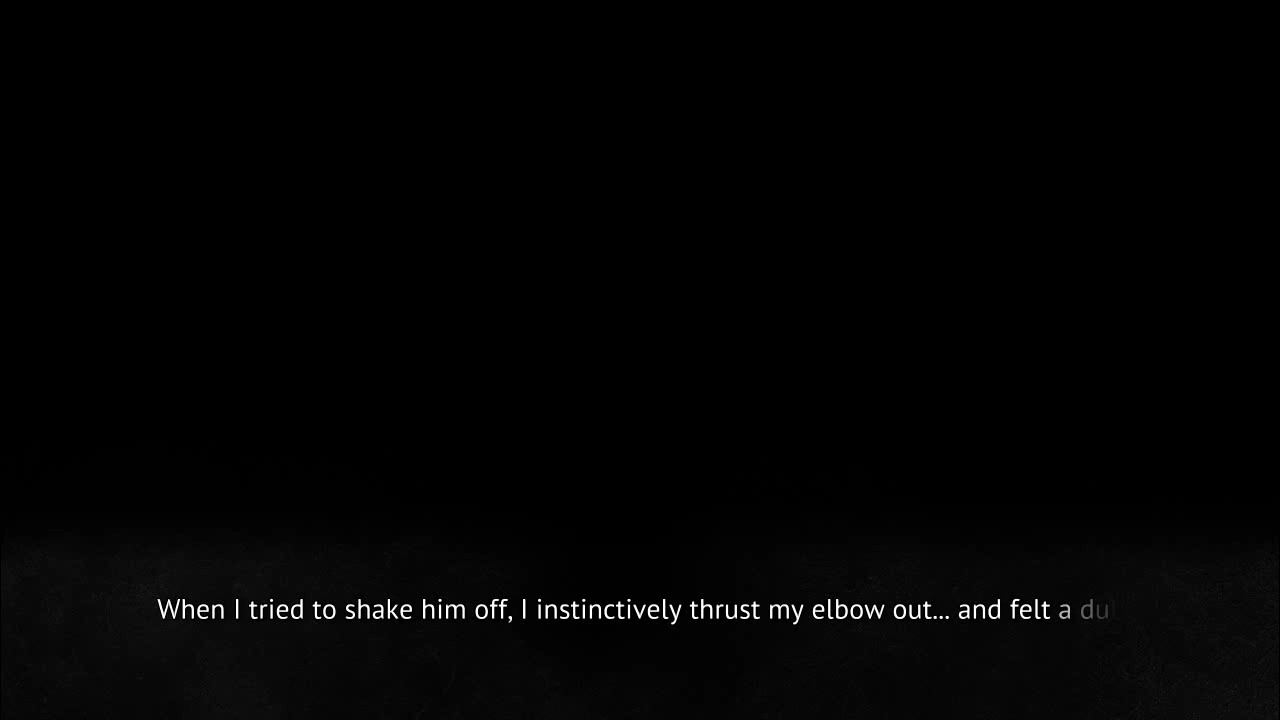 When I tried to shake him off, I instinctively thrust my elbow out... and felt a